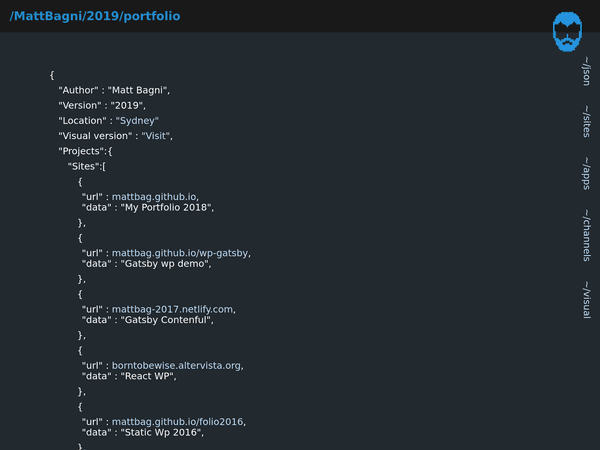 /MattBagni/2019/portfolio
{
"Author" : "Matt Bagni",
"Version" : "2019",
"Location" : "Sydney"
"Visual version" : "Visit",
"Projects":{
"Sites":[
{
"url" : mattbag.github.io,
"data" : "My Portfolio 2018",
},
{
"url" : mattbag.github.io/wp-gatsby,
"data" : "Gatsby wp demo",
},
{
"url" : mattbag-2017.netlify.com,
"data" : "Gatsby Contenful",
},
{
"url" : borntobewise.altervista.org,
"data" : "React WP",
},
{
"url" : mattbag.github.io/folio2016,
"data" : "Static Wp 2016",
},
~/json
~/sites
~/apps
~/channels
~/visual